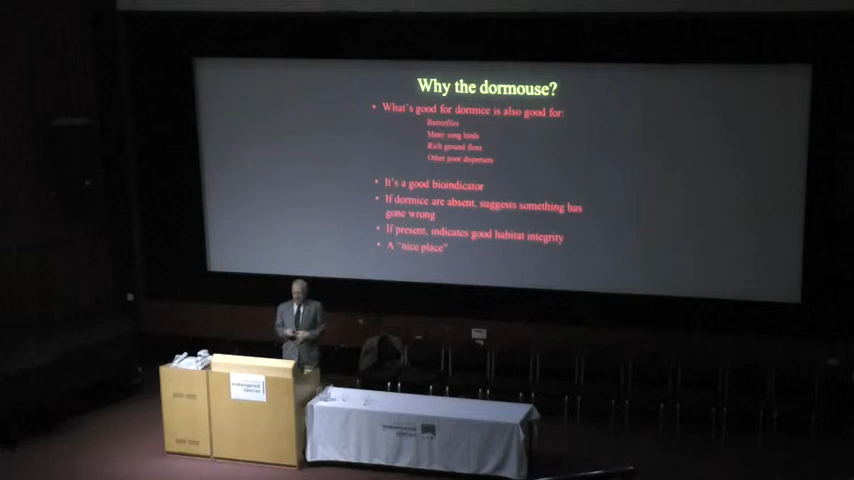 Why the dormouse?
• What's good for dormice is also good for:
Butterflies
Many song birds
Rich ground flora
Other poor dispersers
• It's a good bioindicator
• If dormice are absent, suggests something has
gone wrong
• If present, indicates good habitat integrity
• A "nice place"
endangered
species